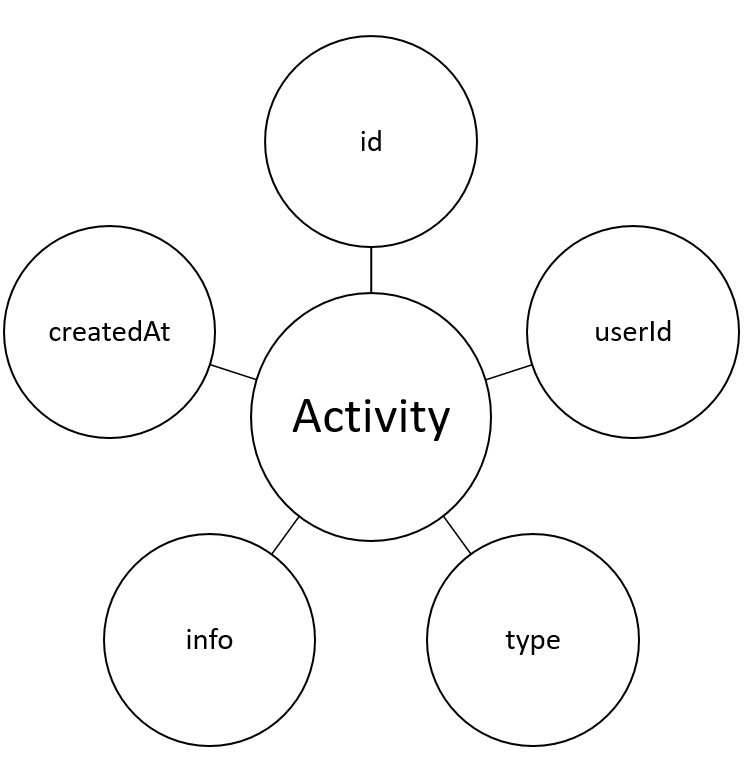 id
createdAt
userId
Activity
info
type